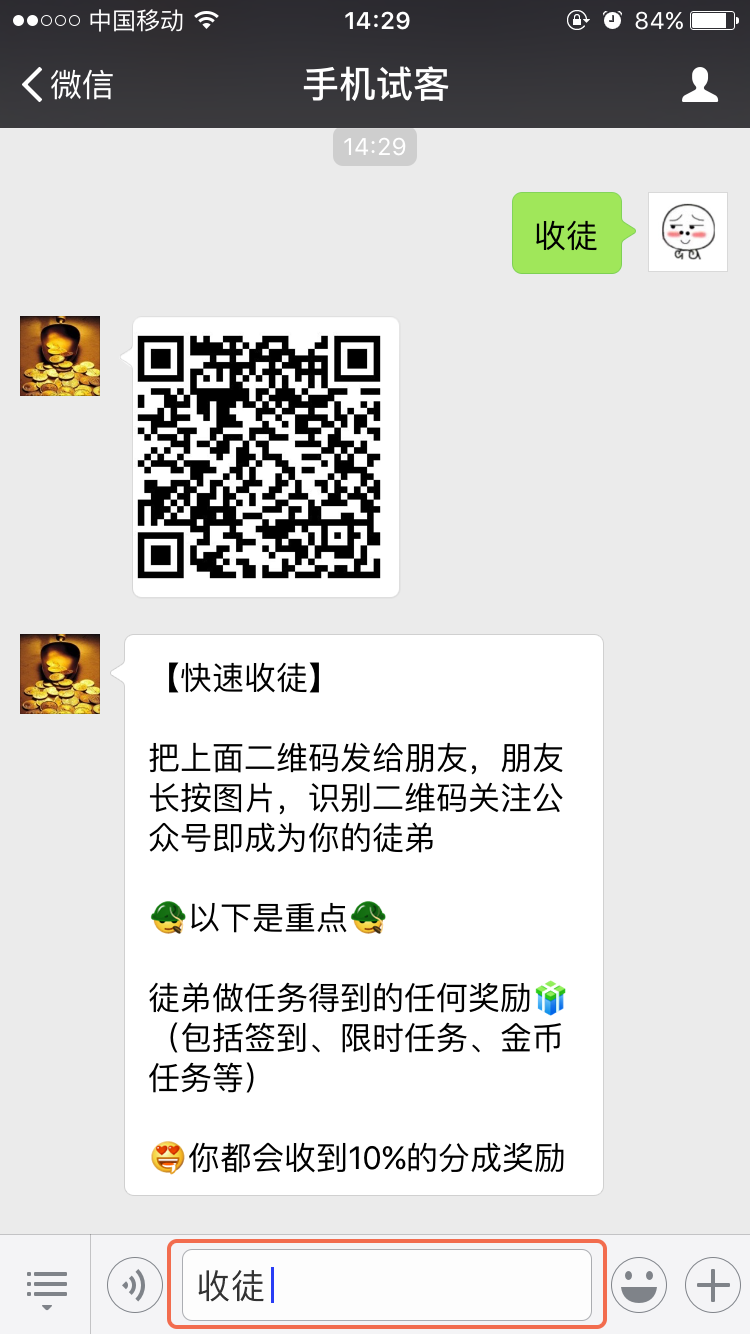 中国移动 14:29 84%
微信 手机试客
14:29
收徒
【快速收徒】
把上面二维码发给朋友，朋友
长按图片，识别二维码关注公
众号即成为你的徒弟
以下是重点
徒弟做任务得到的任何奖励
（包括签到、限时任务、金币
任务等）
你都会收到10%的分成奖励
收徒